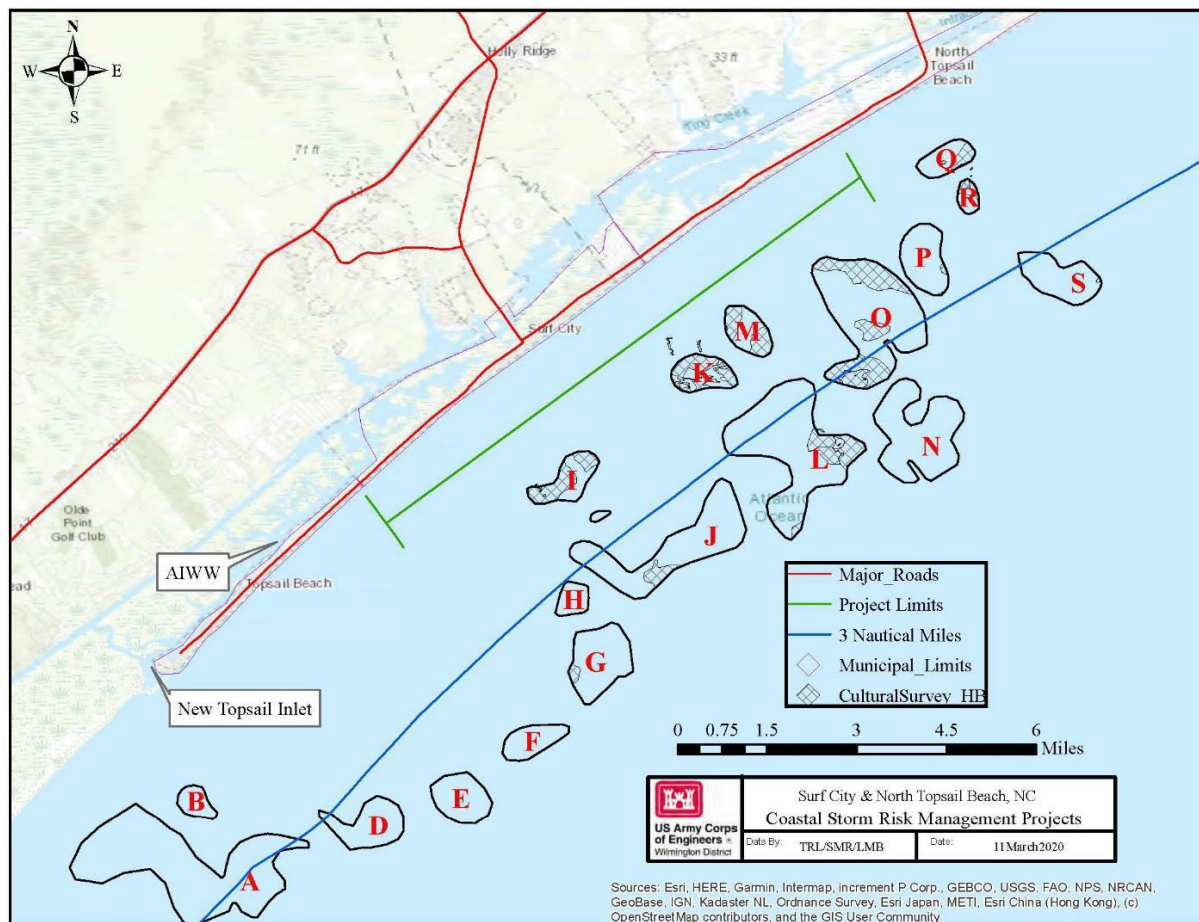 N
W E
S
Holly Ridge
33 ft
North
Topsail
Beach
71 ft
17
Surf City
210
17
Olde
Point
Golf Club
ead
AIWW
Topsail Beach
New Topsail Inlet
Atlantic
Ocean
Q
R
P
S
O
M
K
N
L
I
J
H
G
F
E
D
B
A
Major_Roads
Project Limits
3 Nautical Miles
Municipal_Limits
CulturalSurvey_HB
0 0.75 1.5 3 4.5 6
Miles
US Army Corps
of Engineers ®
Wilmington District
Surf City & North Topsail Beach, NC
Coastal Storm Risk Management Projects
Data By: TRL/SMR/LMB Date: 11March2020
Sources: Esri, HERE, Garmin, Intermap, increment P Corp., GEBCO, USGS, FAO, NPS, NRCAN,
GeoBase, IGN, Kadaster NL, Ordnance Survey, Esri Japan, METI, Esri China (Hong Kong), (c)
OpenStreetMap contributors, and the GIS User Community